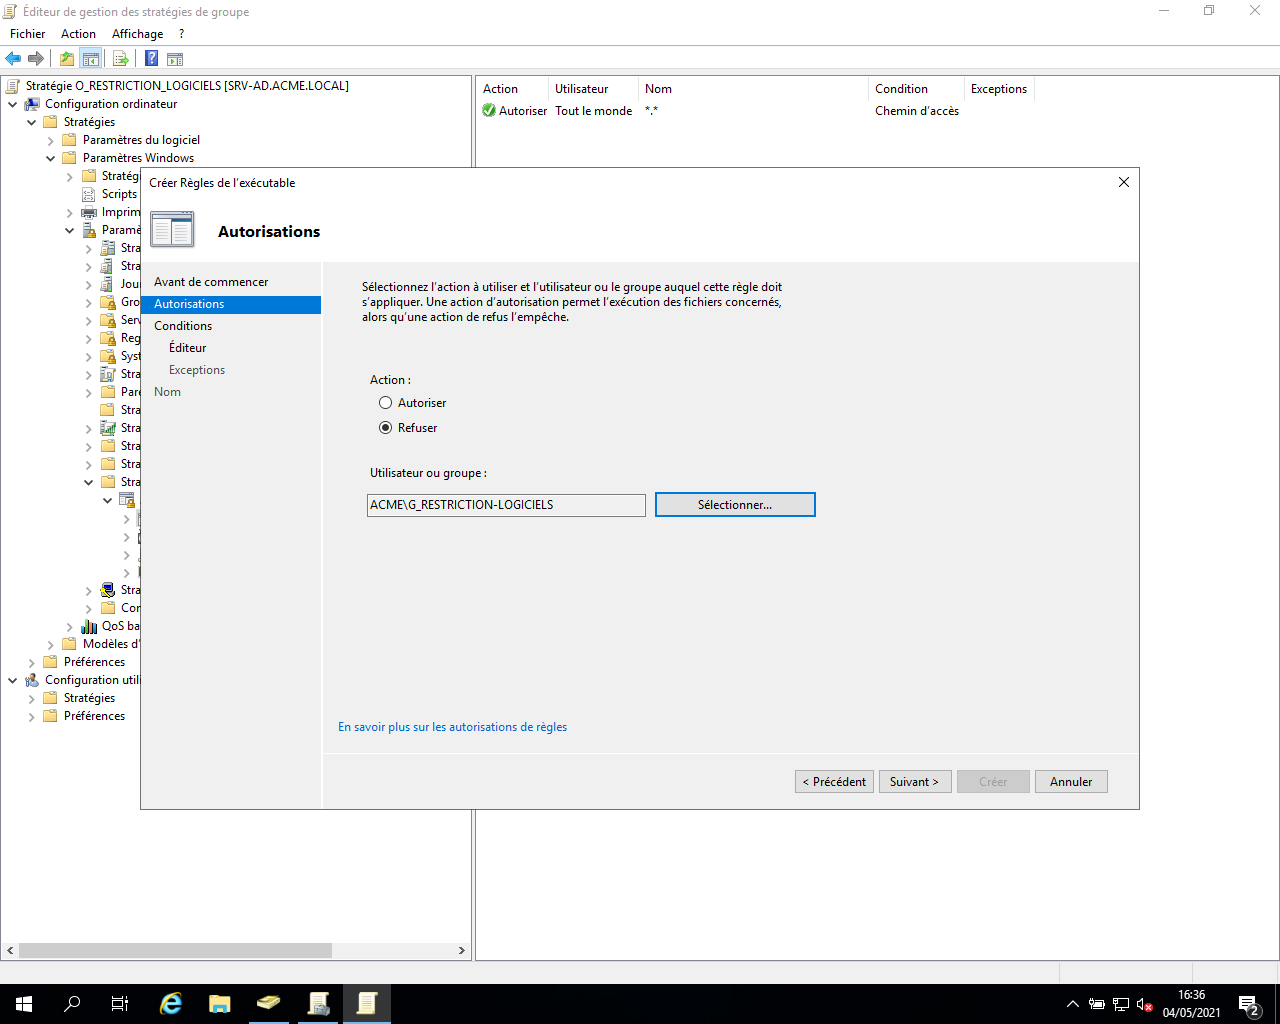 Éditeur de gestion des stratégies de groupe
Fichier Action Affichage ?
Stratégie O_RESTRICTION_LOGICIELS [SRV-AD.ACME.LOCAL]
Configuration ordinateur
Stratégies
Paramètres du logiciel
Paramètres Windows
Stratégi
Scripts
Imprim
Paramè
Stra
Stra
Jou
Gro
Serv
Reg
Syst
Stra
Pare
Stra
Stra
Stra
Stra
Stra
Stra
Cor
QoS ba
Modèles d'
Préférences
Configuration utili
Stratégies
Préférences
Action Utilisateur Nom Condition Exceptions
Autoriser Tout le monde *.* Chemin d'accès
Créer Règles de l'exécutable
Autorisations
Avant de commencer
Autorisations
Conditions
Éditeur
Exceptions
Nom
Sélectionnez l'action à utiliser et l'utilisateur ou le groupe auquel cette règle doit
s'appliquer. Une action d'autorisation permet l'exécution des fichiers concernés,
alors qu'une action de refus l'empêche.
Action :
Autoriser
Refuser
Utilisateur ou groupe :
ACME\G_RESTRICTION-LOGICIELS
Sélectionner...
En savoir plus sur les autorisations de règles
< Précédent Suivant > Créer Annuler
16:36
04/05/2021
2